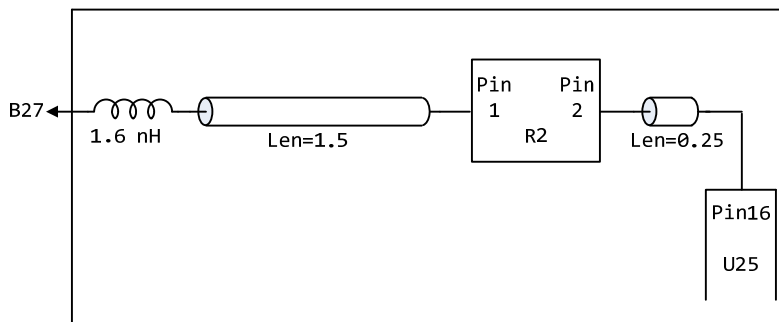 B27
1.6 nH
Len=1.5
Pin Pin
1 2
R2
Len=0.25
Pin16
U25